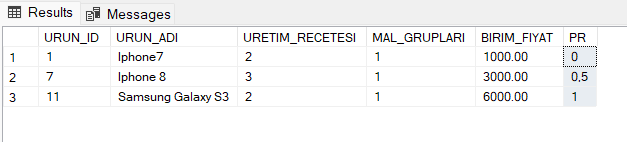 Results Messages
URUN_ID URUN_ADI URETIM_RECETESI MAL_GRUPLARI BIRIM_FIYAT PR
1 1 Iphone7 2 1 1000.00 0
2 7 Iphone 8 3 1 3000.00 0,5
3 11 Samsung Galaxy S3 2 1 6000.00 1